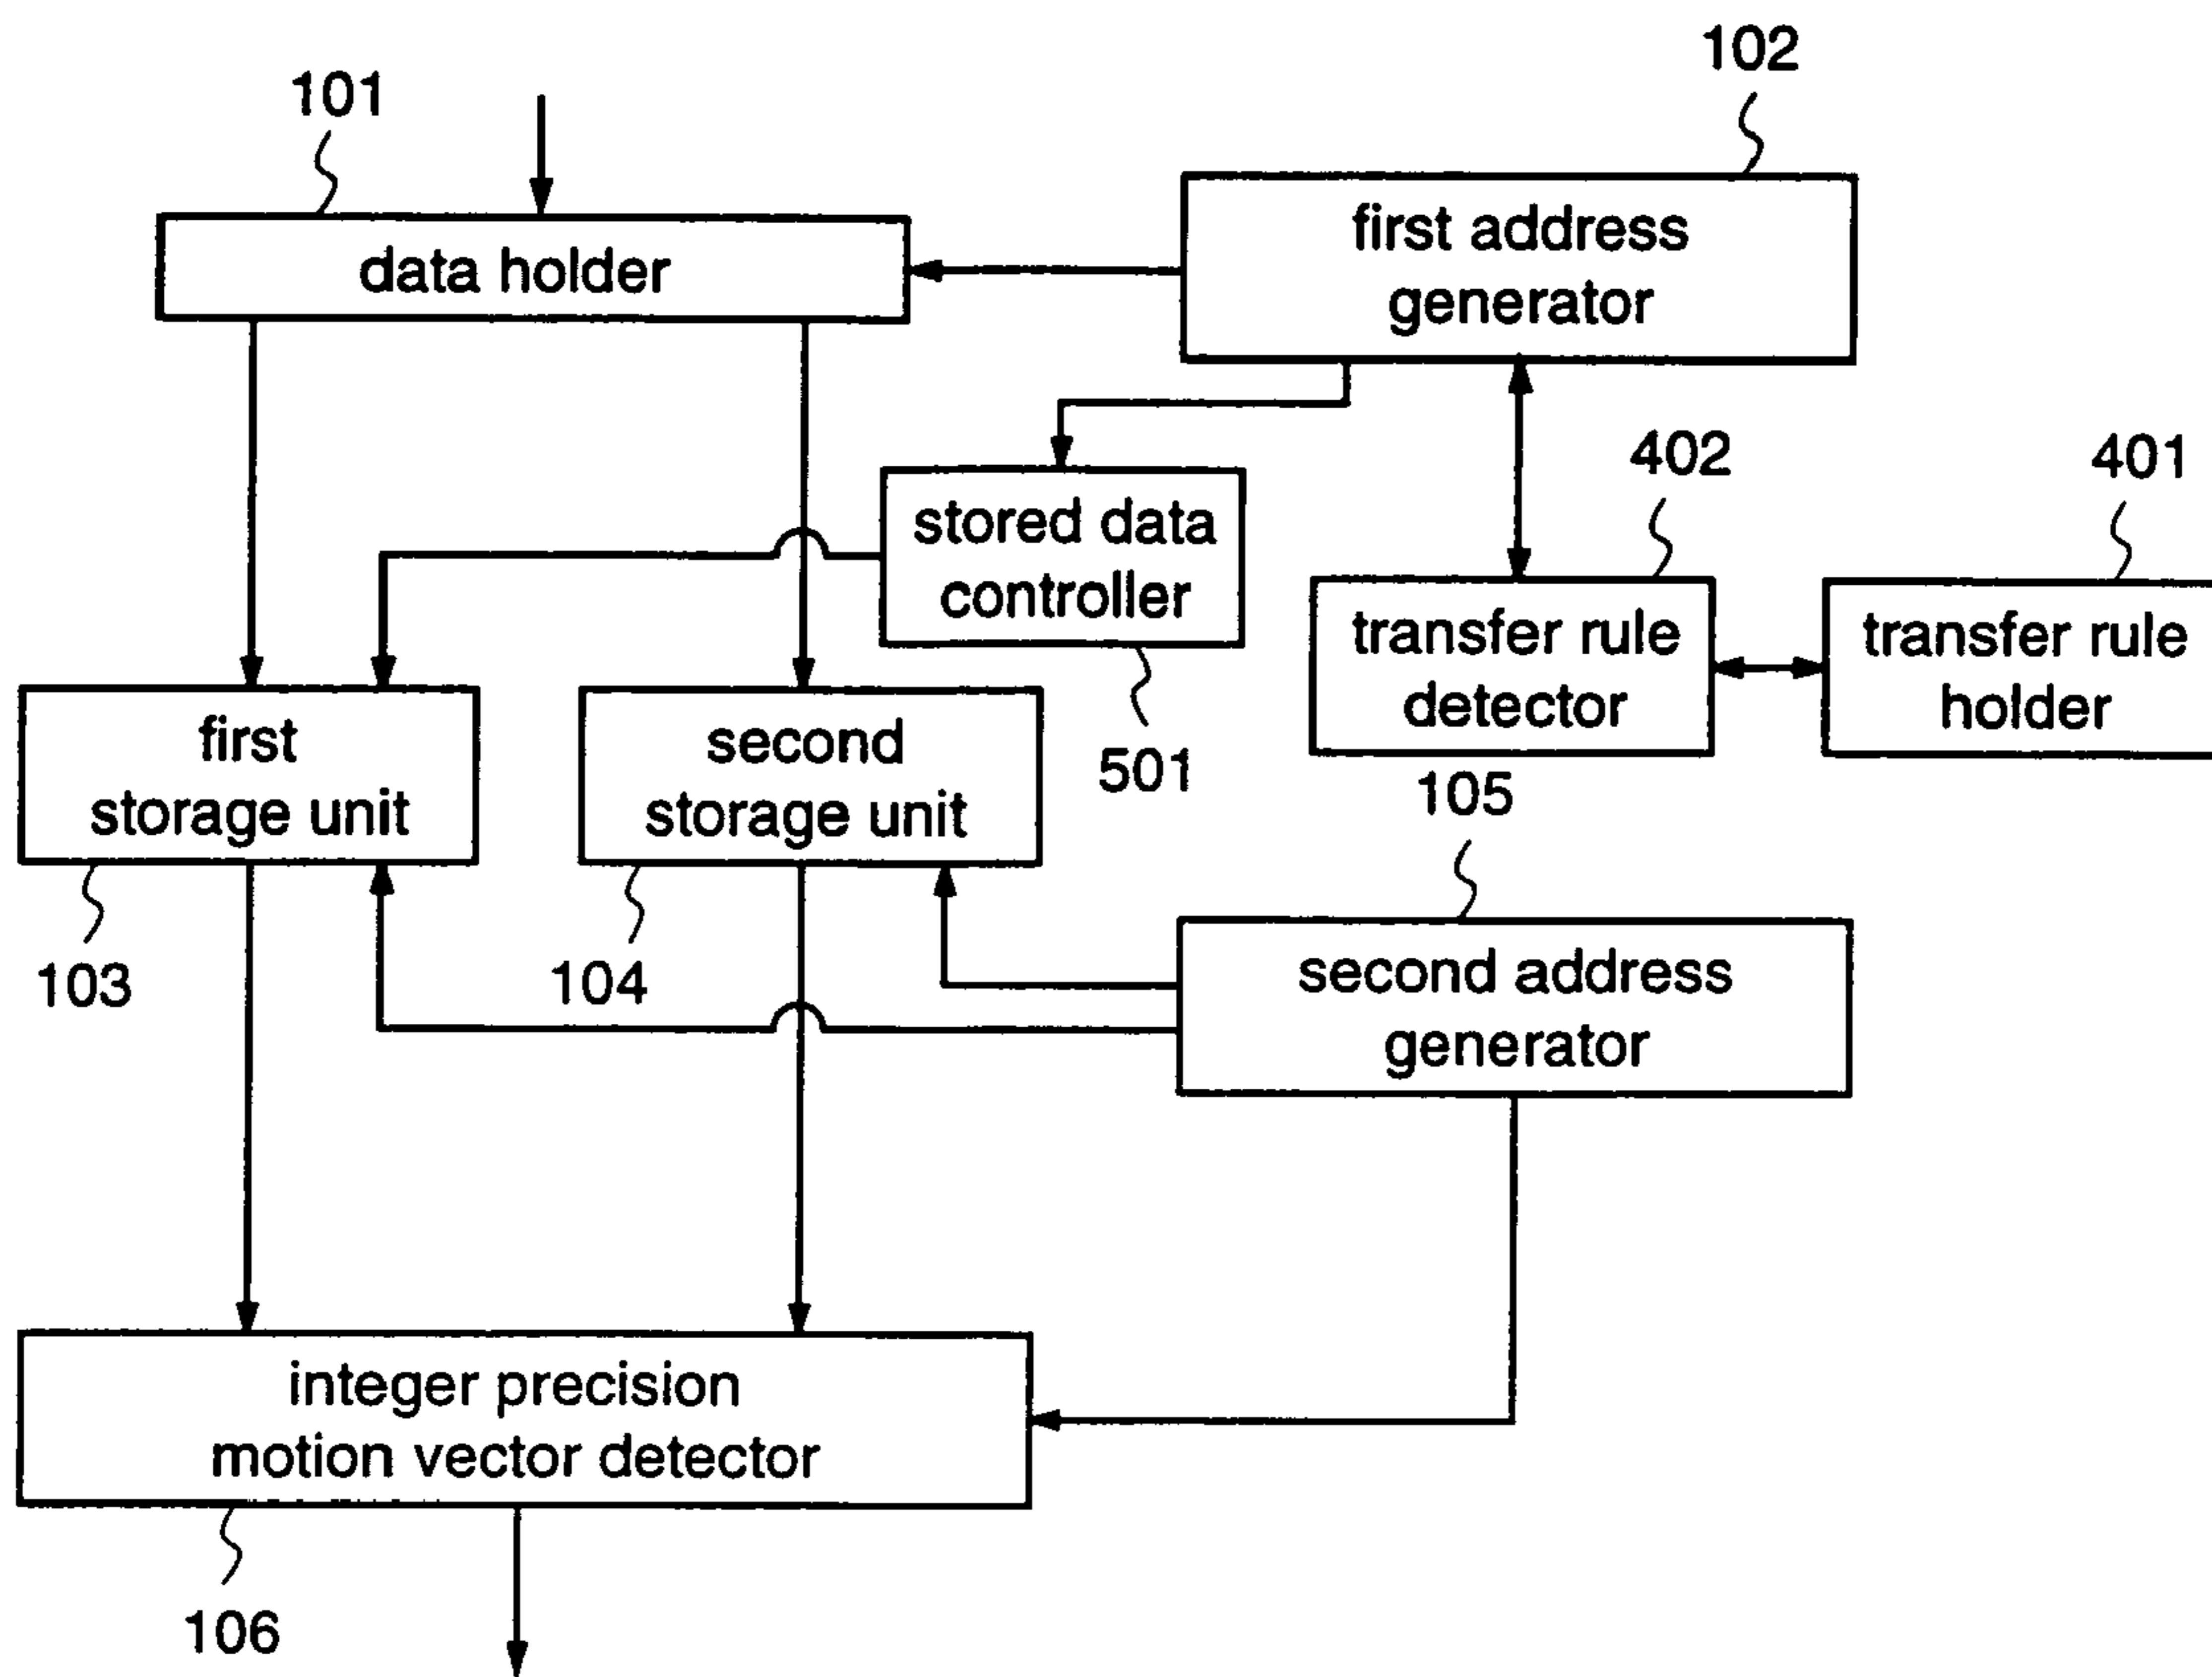 102
101
first address
generator
data holder
402
401
stored data
controller
transfer rule
detector
transfer rule
holder
first
storage unit
second
storage unit
501
105
103
104
second address
generator
integer precision
motion vector detector
106